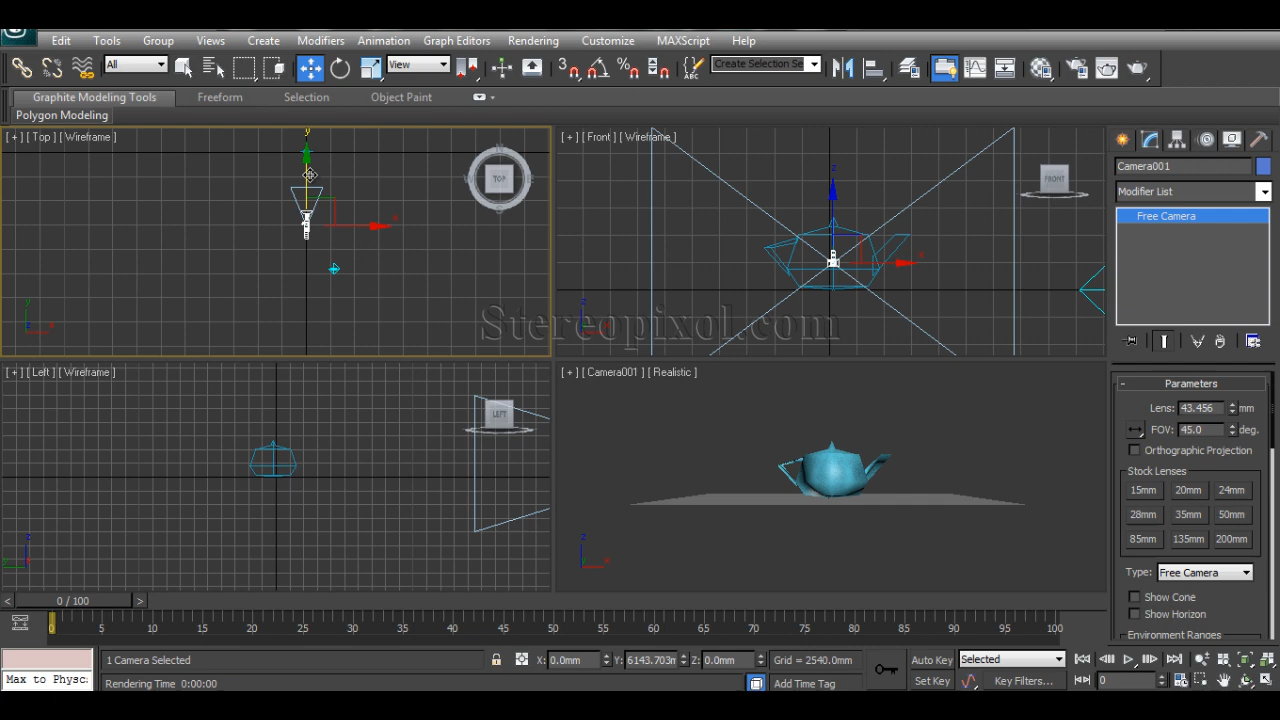 Edit Tools Group Views Create Modifiers Animation Graph Editors Rendering Customize MAXScript Help
All View 3 Create Selection Se
Graphite Modeling Tools Freeform Selection Object Paint
Polygon Modeling
[ + ] [ Top ] [ Wireframe ]
y
x
TOP
y
z
x
[ + ] [ Front ] [ Wireframe ]
z
x
FRONT
z
x
Stereopixol.com
[ + ] [ Left ] [ Wireframe ]
LEFT
z
y
[ + ] [ Camera001 ] [ Realistic ]
z
x
Camera001
Modifier List
Free Camera
- Parameters
Lens: 43.456 mm
FOV: 45.0 deg.
Orthographic Projection
Stock Lenses
15mm 20mm 24mm
28mm 35mm 50mm
85mm 135mm 200mm
Type: Free Camera
Show Cone
Show Horizon
Environment Ranges
< 0 / 100 >
0 5 10 15 20 25 30 35 40 45 50 55 60 65 70 75 80 85 90 95 100
1 Camera Selected X: 0.0mm Y: 6143.703m Z: 0.0mm Grid = 2540.0mm Auto Key Selected
Max to Physc Rendering Time 0:00:00 Add Time Tag Set Key Key Filters... 0